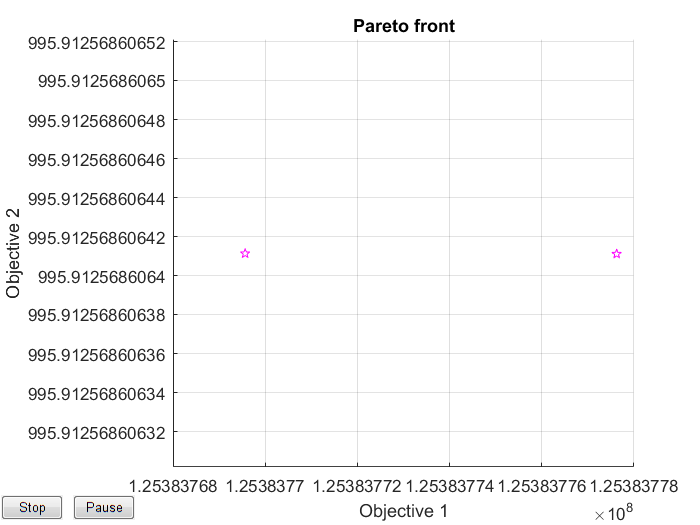 Pareto front
995.91256860652
995.9125686065
995.91256860648
995.91256860646
995.91256860644
995.91256860642
995.9125686064
995.91256860638
995.91256860636
995.91256860634
995.91256860632
Objective 2
1.25383768 1.2538377 1.25383772 1.25383774 1.25383776 1.25383778
Objective 1
×10⁸
Stop Pause